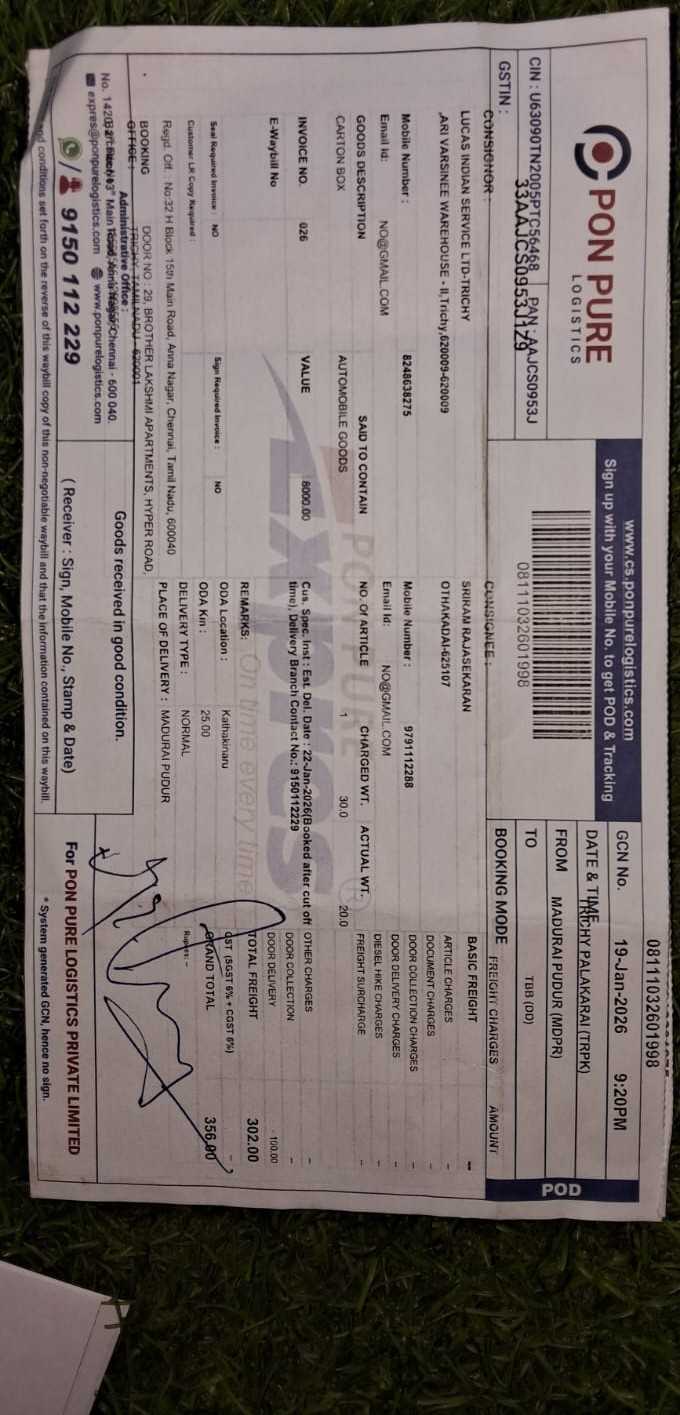 PON PURE
LOGISTICS
CIN : U63090TN2005PTC56468 PAN : AAJCS0953J
GSTIN : 33AAJCS0953J1Z9
www.cs.ponpurelogistics.com
Sign up with your Mobile No. to get POD & Tracking
08111032601998
08111032601998
GCN No. 19-Jan-2026 9:20PM
DATE & TIME
TRICHY PALAKARAI (TRPK)
FROM MADURAI PUDUR (MDPR)
TO TBB (DD)
BOOKING MODE FREIGHT CHARGES AMOUNT
POD
CONSIGNOR :
LUCAS INDIAN SERVICE LTD-TRICHY
,ARI VARSINEE WAREHOUSE - II,Trichy,620009-620009
Mobile Number : 8248638275
Email Id: NO@GMAIL.COM
CONSIGNEE :
SRIRAM RAJASEKARAN
OTHAKADAI-625107
Mobile Number : 9791112288
Email Id: NO@GMAIL.COM
GOODS DESCRIPTION SAID TO CONTAIN NO. Of ARTICLE CHARGED WT. ACTUAL WT.
CARTON BOX AUTOMOBILE GOODS 1 30.0 20.0
INVOICE NO. 026 VALUE 8000.00
Cus. Spec. Inst : Est. Del. Date : 22-Jan-2026(Booked after cut off
time), Delivery Branch Contact No.: 9150112229
E-Waybill No
REMARKS:
Seal Required Invoice : NO Sign Required Invoice : NO
Customer LR Copy Required :
ODA Location : Kathakinaru
ODA Km : 25.00
DELIVERY TYPE : NORMAL
PLACE OF DELIVERY : MADURAI PUDUR
BASIC FREIGHT --
ARTICLE CHARGES -
DOCUMENT CHARGES -
DOOR COLLECTION CHARGES -
DOOR DELIVERY CHARGES -
DIESEL HIKE CHARGES -
FREIGHT SURCHARGE -
OTHER CHARGES -
DOOR COLLECTION -
DOOR DELIVERY 100.00
TOTAL FREIGHT 302.00
GST (SGST 6% + CGST 6%) -
GRAND TOTAL 356.00
Rupees: –
PON PURE
Expres
On time every time
Regd. Off. : No:32 H Block 15th Main Road, Anna Nagar, Chennai, Tamil Nadu, 600040
BOOKING OFFICE :
DOOR NO : 29, BROTHER LAKSHMI APARTMENTS, HYPER ROAD,
TRICHY, TAMILNADU - 620001
Administrative Office :
Main Road, Anna Nagar, Chennai - 600 040.
expres@ponpurelogistics.com www.ponpurelogistics.com
9150 112 229
Goods received in good condition.
( Receiver : Sign, Mobile No., Stamp & Date)
For PON PURE LOGISTICS PRIVATE LIMITED
* System generated GCN, hence no sign.
conditions set forth on the reverse of this waybill copy of this non-negotiable waybill and that the information contained on this waybill.